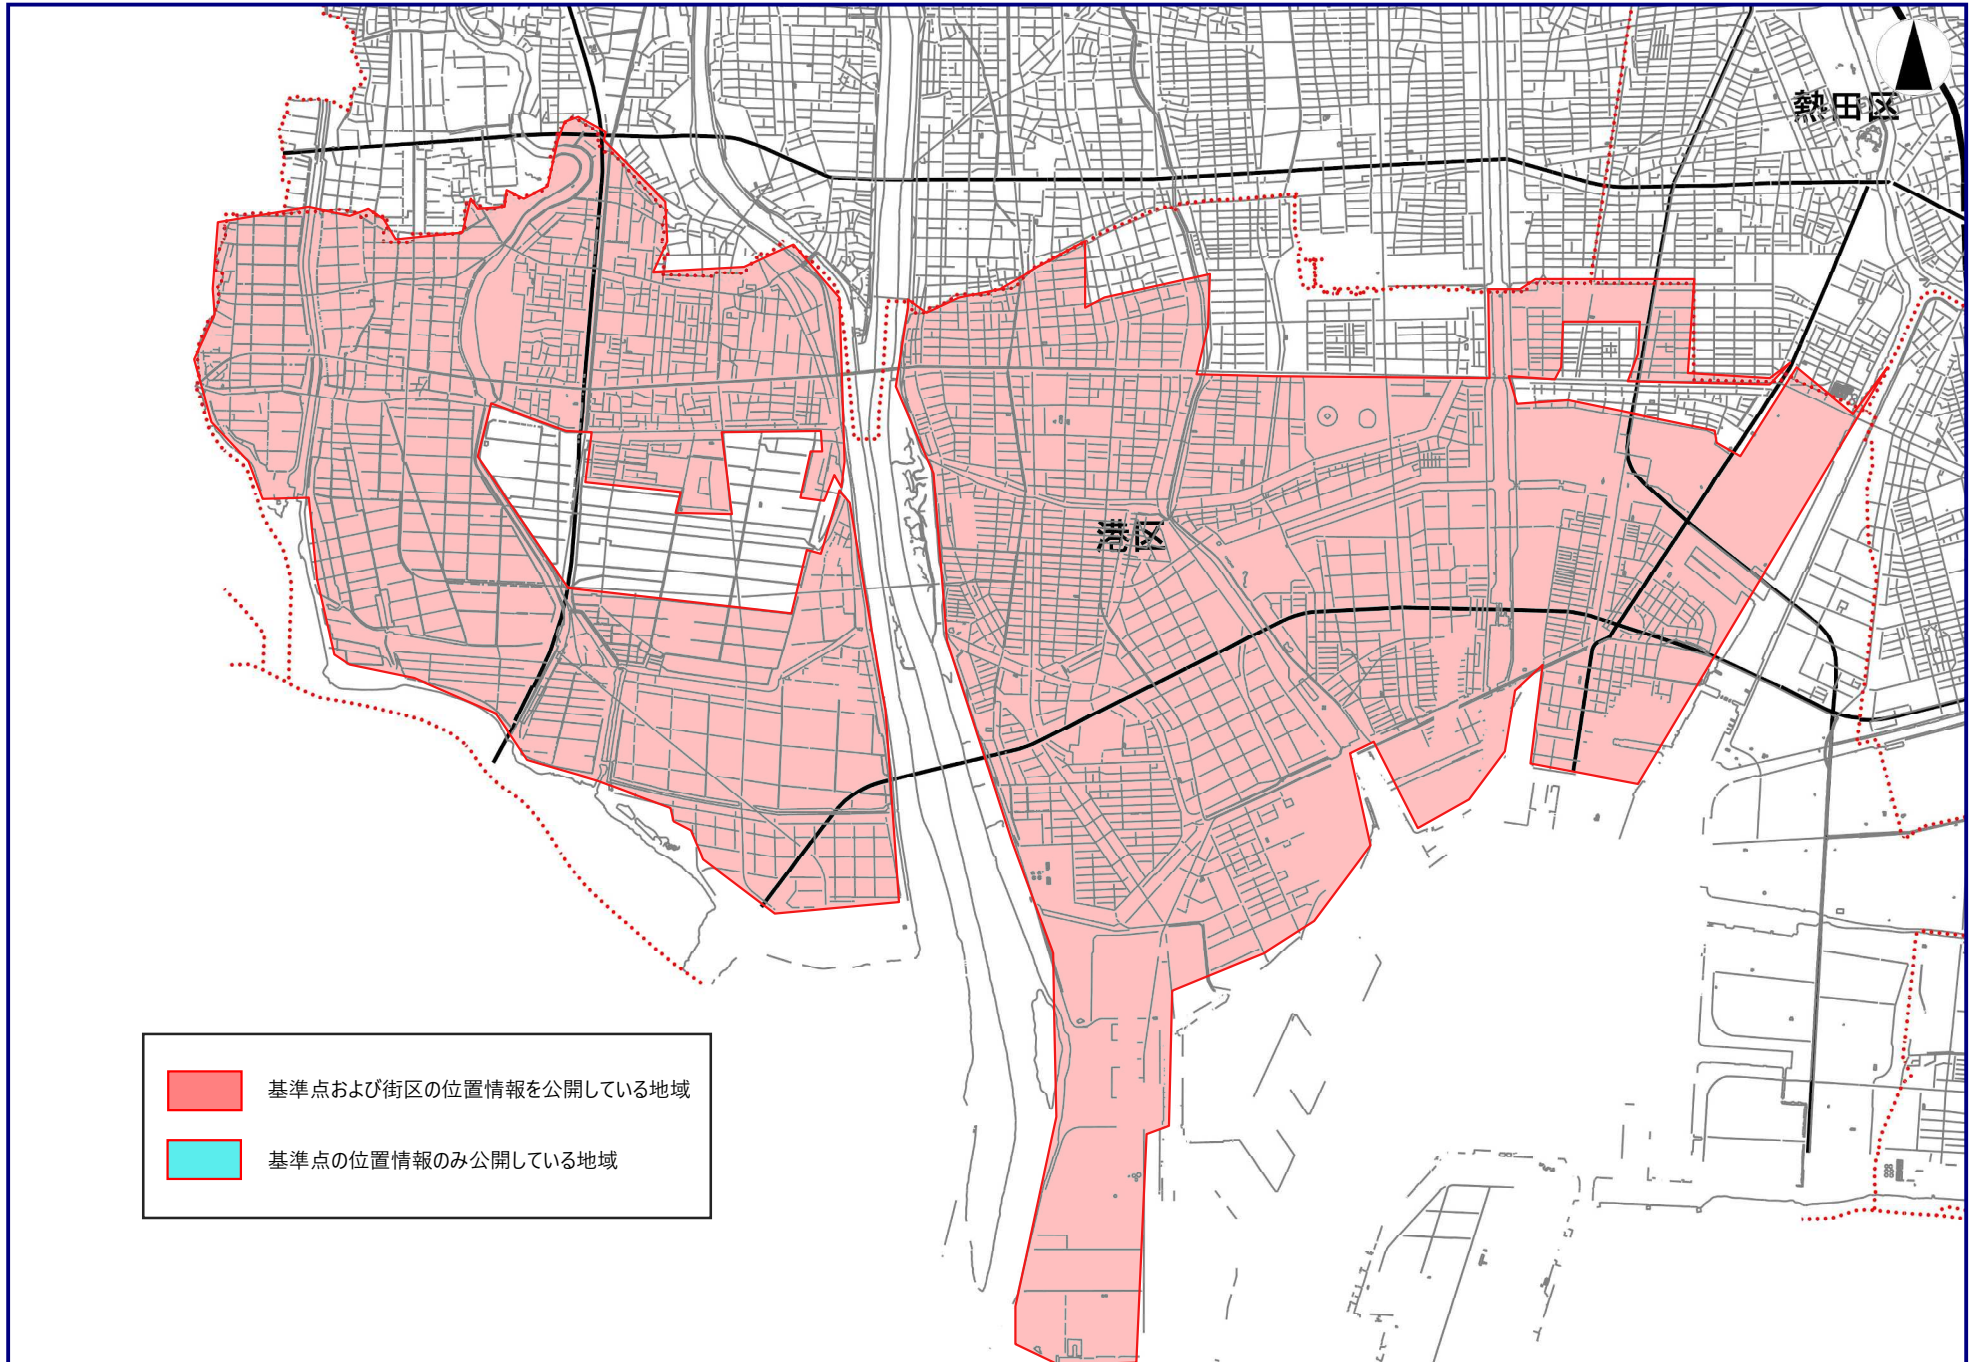 熱田区
港区
基準点および街区の位置情報を公開している地域
基準点の位置情報のみ公開している地域